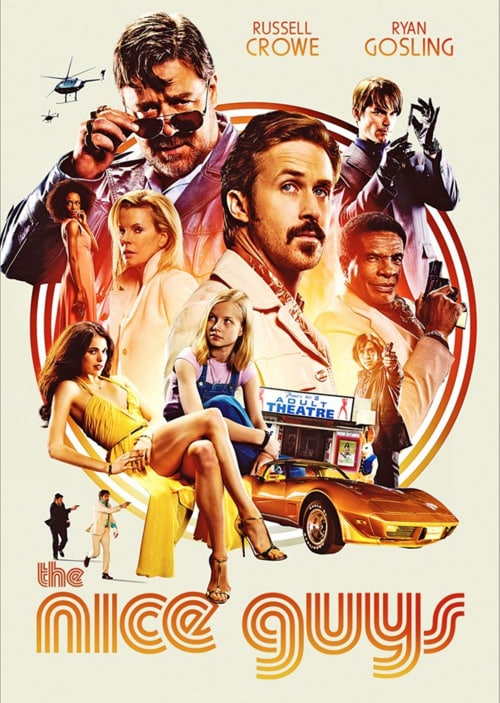 RUSSELL
CROWE
RYAN
GOSLING
ADULT
THEATRE
the
nice guys